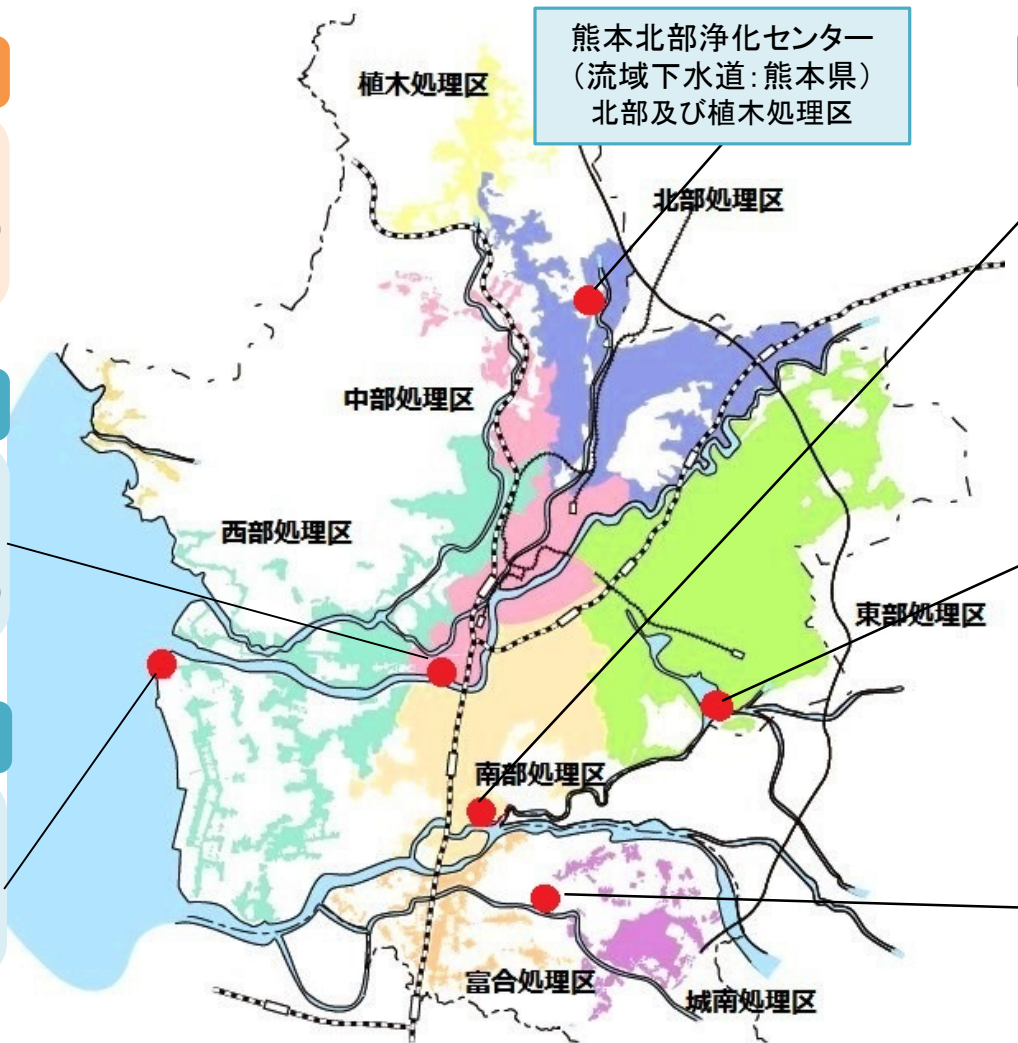 熊本北部浄化センター
（流域下水道：熊本県）
北部及び植木処理区
植木処理区
北部処理区
中部処理区
西部処理区
東部処理区
南部処理区
富合処理区
城南処理区